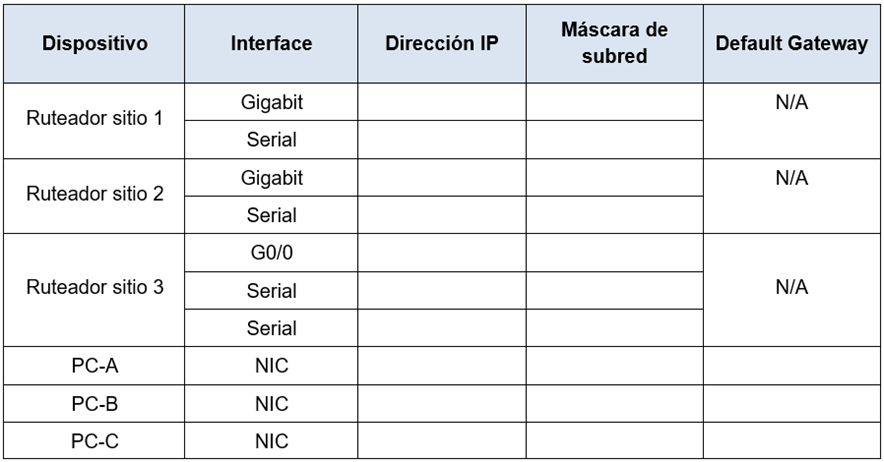 Dispositivo Interface Dirección IP Máscara de subred Default Gateway
Ruteador sitio 1 Gigabit N/A
Serial
Ruteador sitio 2 Gigabit N/A
Serial
Ruteador sitio 3 G0/0 N/A
Serial
Serial
PC-A NIC
PC-B NIC
PC-C NIC